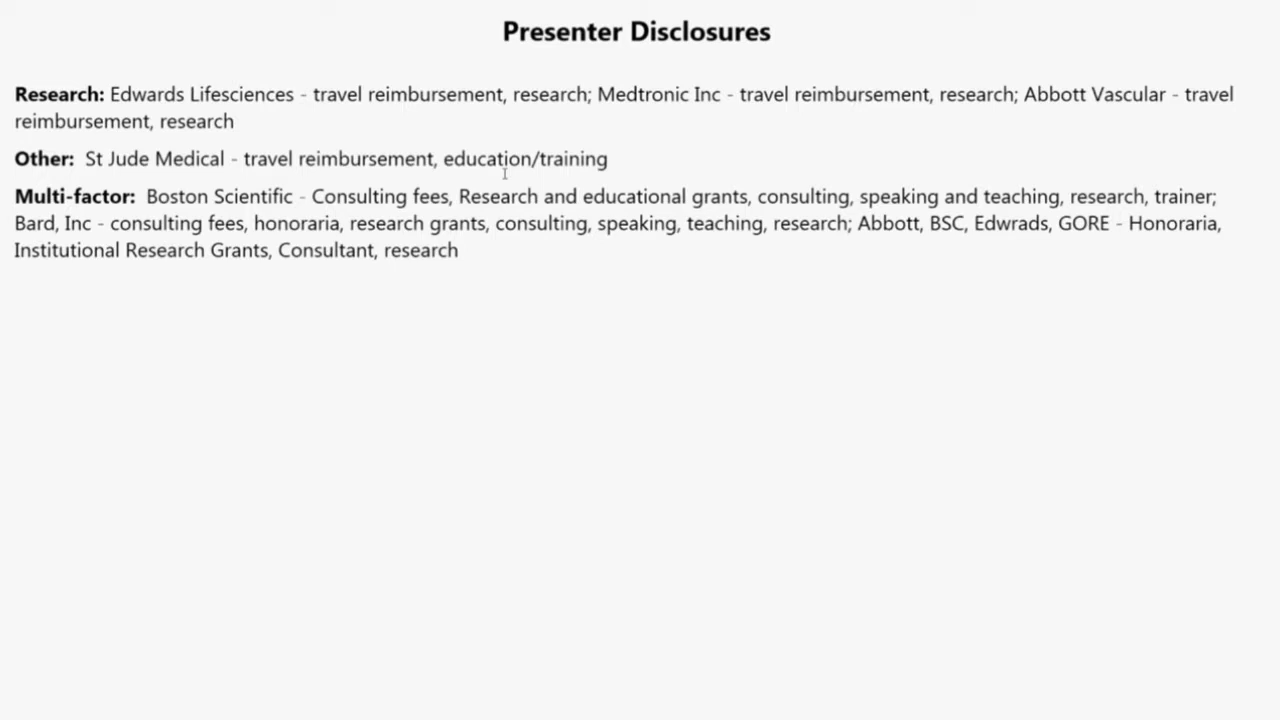 Presenter Disclosures
Research: Edwards Lifesciences - travel reimbursement, research; Medtronic Inc - travel reimbursement, research; Abbott Vascular - travel
reimbursement, research
Other: St Jude Medical - travel reimbursement, education/training
Multi-factor: Boston Scientific - Consulting fees, Research and educational grants, consulting, speaking and teaching, research, trainer;
Bard, Inc - consulting fees, honoraria, research grants, consulting, speaking, teaching, research; Abbott, BSC, Edwrads, GORE - Honoraria,
Institutional Research Grants, Consultant, research